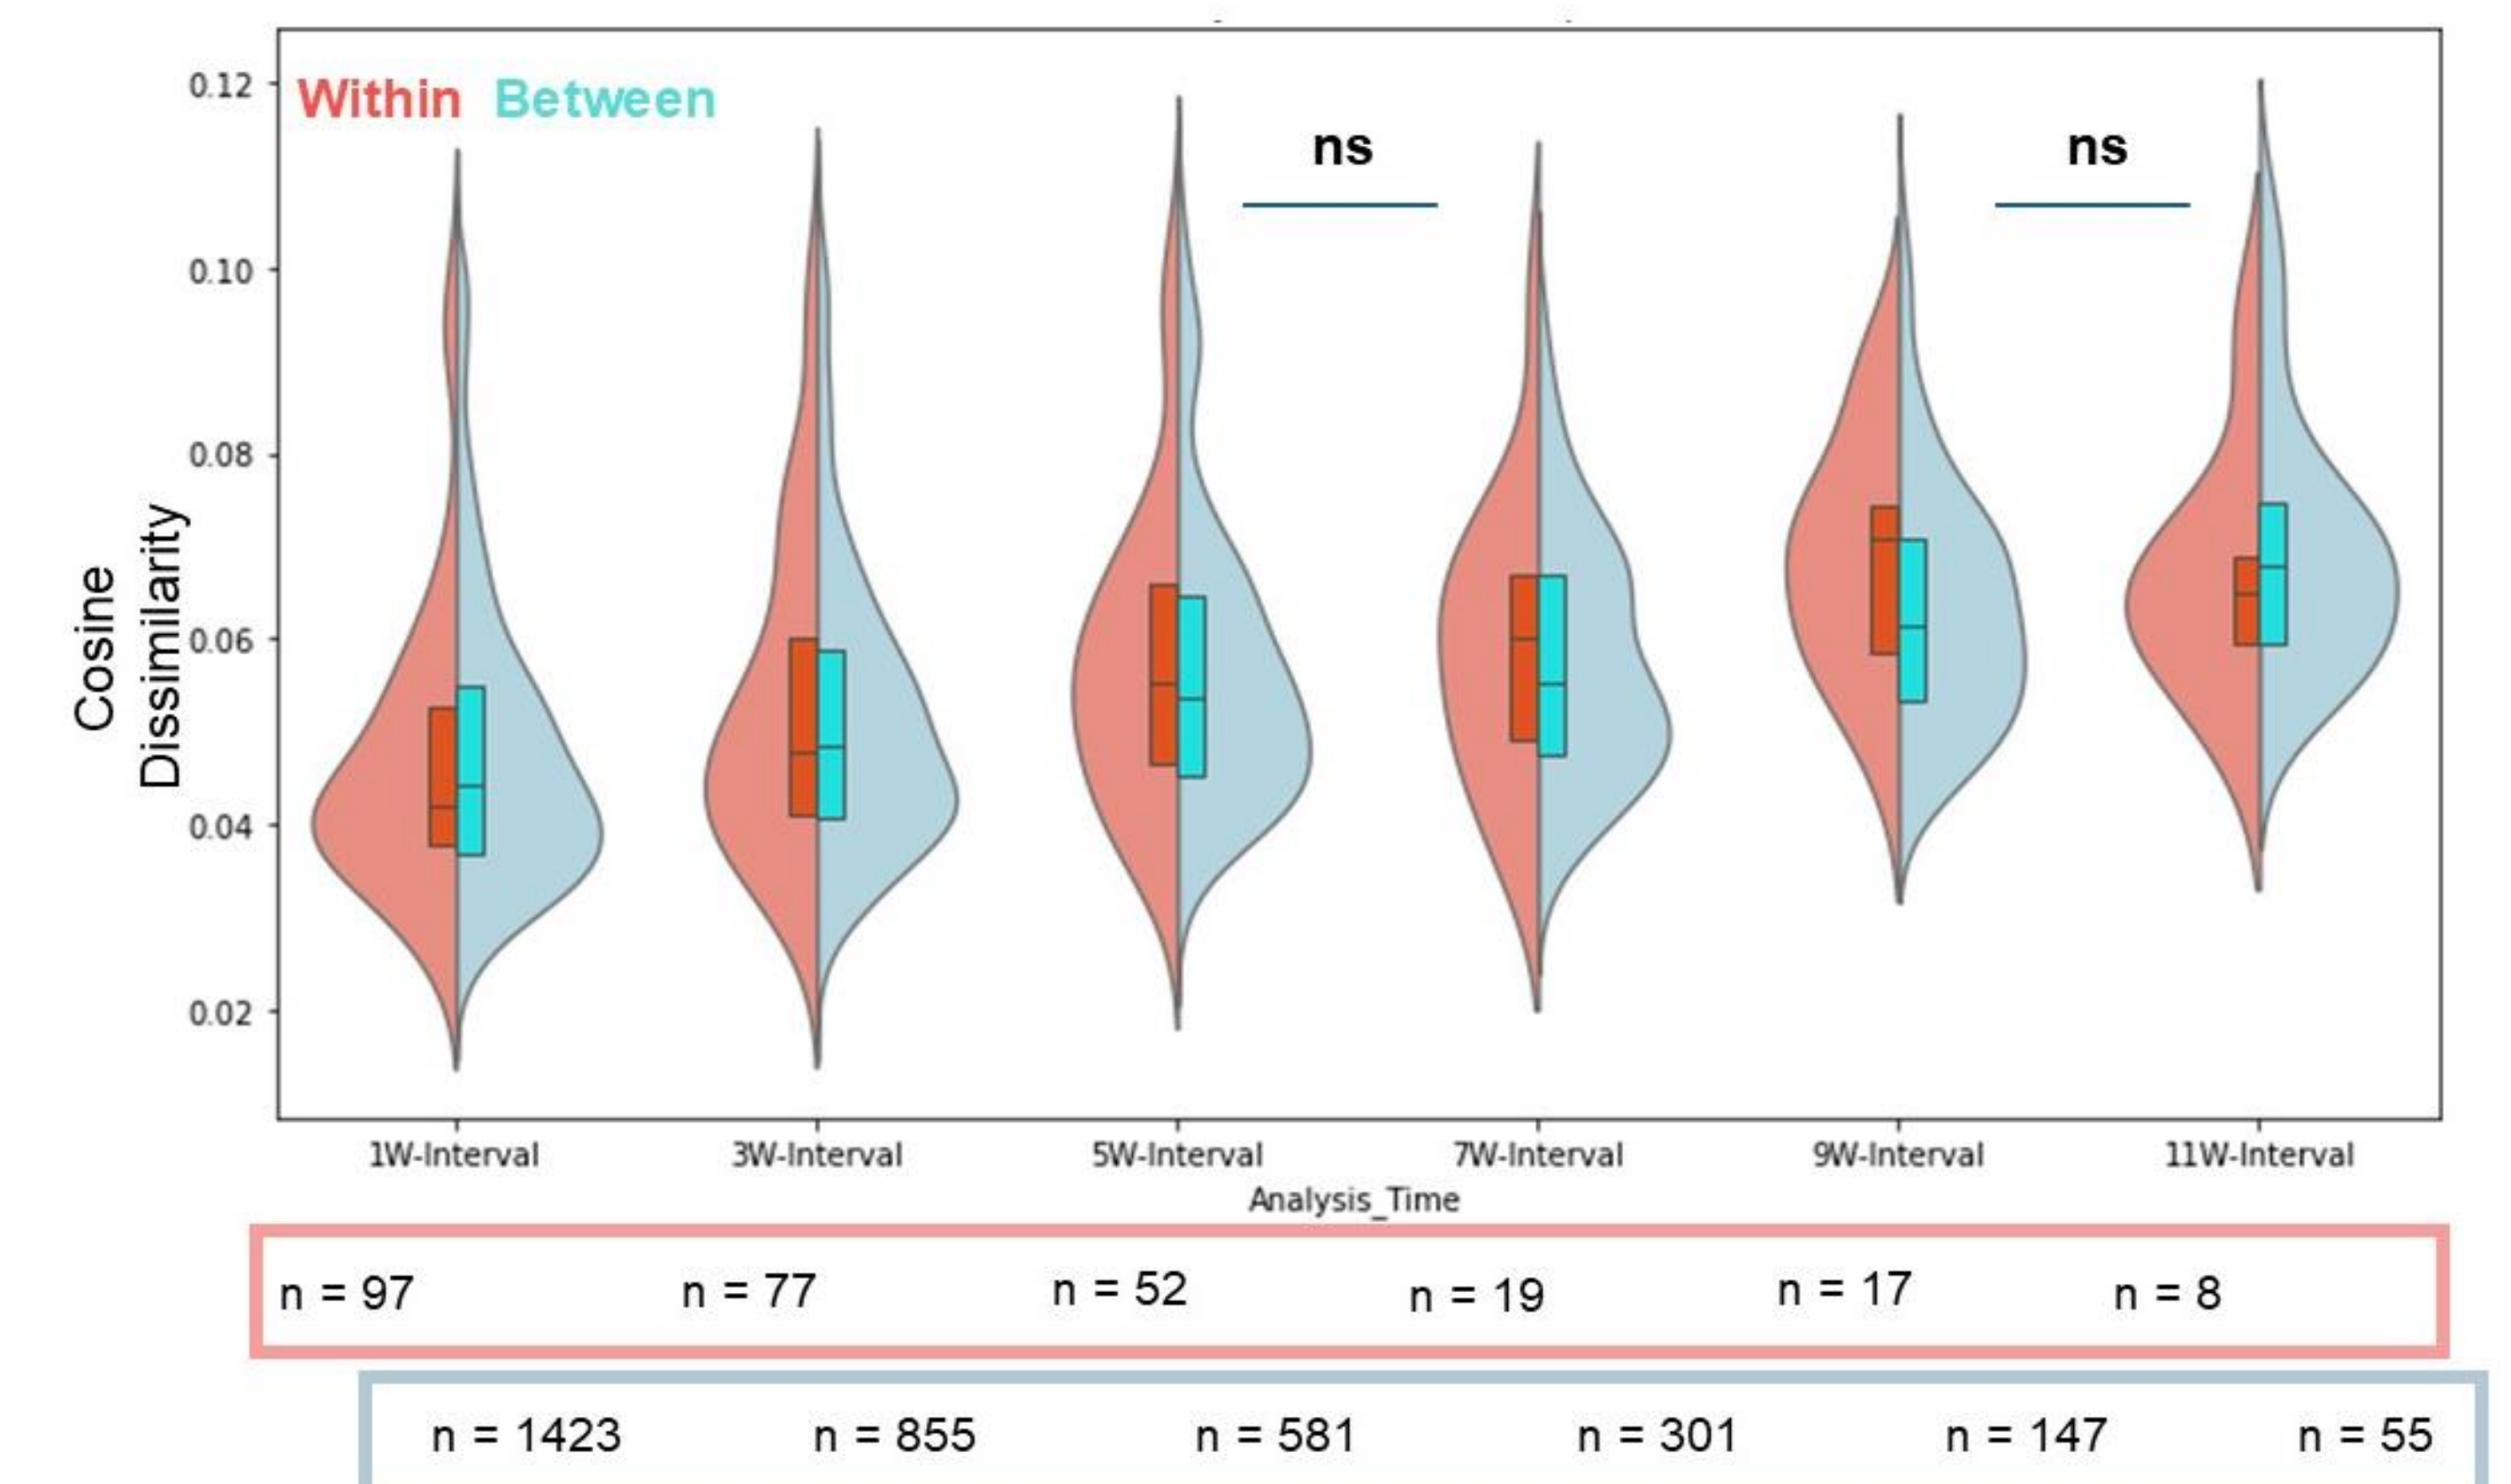 Within Between
ns ns
0.12
0.10
0.08
0.06
0.04
0.02
Cosine
Dissimilarity
1W-Interval 3W-Interval 5W-Interval 7W-Interval 9W-Interval 11W-Interval
Analysis_Time
n = 97 n = 77 n = 52 n = 19 n = 17 n = 8
n = 1423 n = 855 n = 581 n = 301 n = 147 n = 55